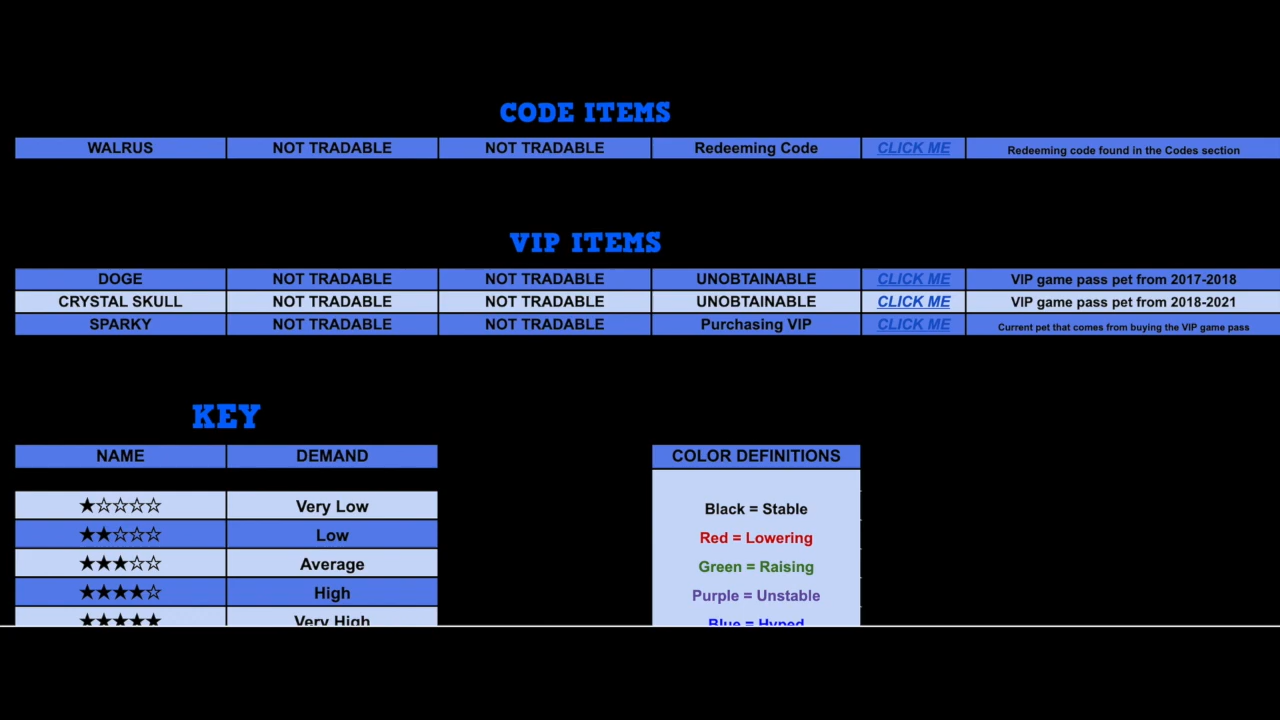 CODE ITEMS
WALRUS NOT TRADABLE NOT TRADABLE Redeeming Code CLICK ME Redeeming code found in the Codes section
VIP ITEMS
DOGE NOT TRADABLE NOT TRADABLE UNOBTAINABLE CLICK ME VIP game pass pet from 2017-2018
CRYSTAL SKULL NOT TRADABLE NOT TRADABLE UNOBTAINABLE CLICK ME VIP game pass pet from 2018-2021
SPARKY NOT TRADABLE NOT TRADABLE Purchasing VIP CLICK ME Current pet that comes from buying the VIP game pass
KEY
NAME DEMAND COLOR DEFINITIONS
★☆☆☆☆ Very Low Black = Stable
★★☆☆☆ Low Red = Lowering
★★★☆☆ Average Green = Raising
★★★★☆ High Purple = Unstable
★★★★★ Very High Blue = Hyped